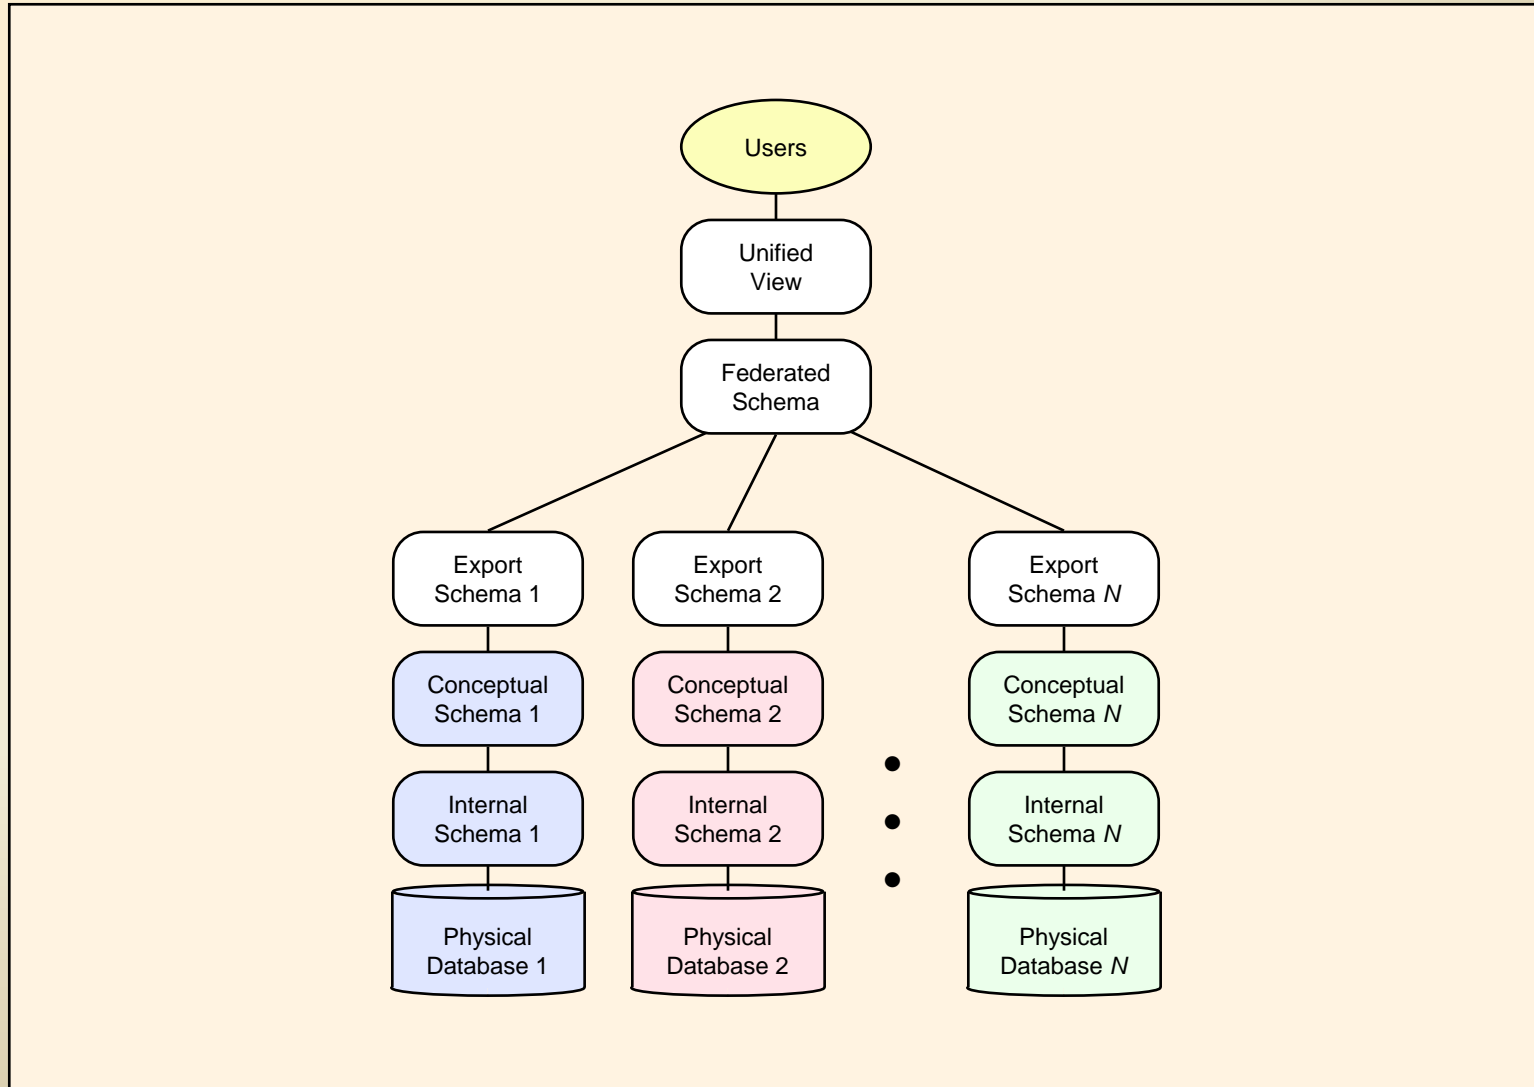 Users
Unified
View
Federated
Schema
Export
Schema 1
Export
Schema 2
Export
Schema N
Conceptual
Schema 1
Conceptual
Schema 2
Conceptual
Schema N
Internal
Schema 1
Internal
Schema 2
Internal
Schema N
Physical
Database 1
Physical
Database 2
Physical
Database N